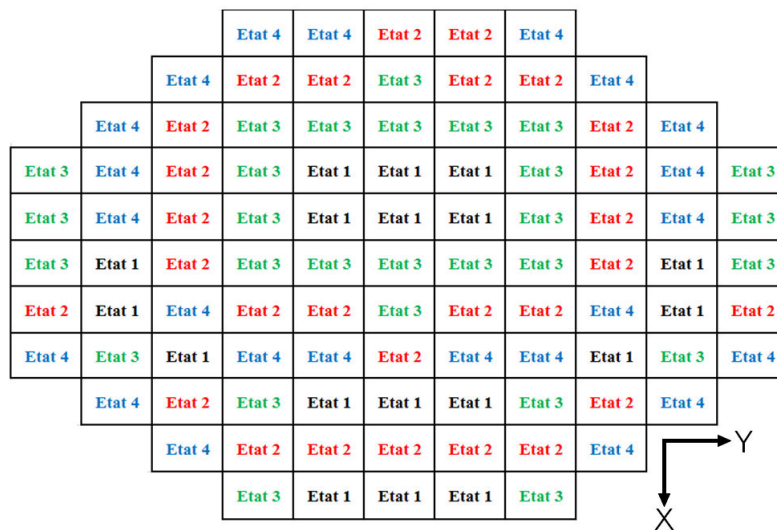 Etat 4 Etat 4 Etat 2 Etat 2 Etat 4
Etat 4 Etat 2 Etat 2 Etat 3 Etat 2 Etat 2 Etat 4
Etat 4 Etat 2 Etat 3 Etat 3 Etat 3 Etat 3 Etat 3 Etat 2 Etat 4
Etat 3 Etat 4 Etat 2 Etat 3 Etat 1 Etat 1 Etat 1 Etat 3 Etat 2 Etat 4 Etat 3
Etat 3 Etat 4 Etat 2 Etat 3 Etat 1 Etat 1 Etat 1 Etat 3 Etat 2 Etat 4 Etat 3
Etat 3 Etat 1 Etat 2 Etat 3 Etat 3 Etat 3 Etat 3 Etat 3 Etat 2 Etat 1 Etat 3
Etat 2 Etat 1 Etat 4 Etat 2 Etat 2 Etat 3 Etat 2 Etat 2 Etat 4 Etat 1 Etat 2
Etat 4 Etat 3 Etat 1 Etat 4 Etat 4 Etat 2 Etat 4 Etat 4 Etat 1 Etat 3 Etat 4
Etat 4 Etat 2 Etat 3 Etat 1 Etat 1 Etat 1 Etat 3 Etat 2 Etat 4
Etat 4 Etat 2 Etat 2 Etat 2 Etat 2 Etat 2 Etat 4
Y
Etat 3 Etat 1 Etat 1 Etat 1 Etat 3
X